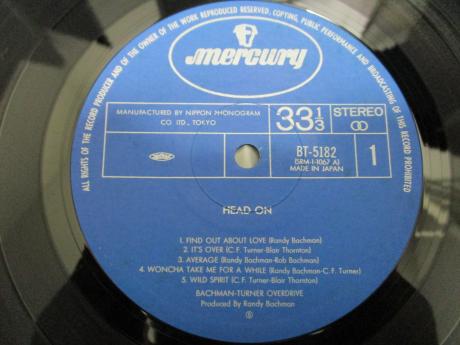 ALL RIGHTS OF THE RECORD PRODUCER AND OF THE OWNER OF THE WORK REPRODUCED RESERVED. COPYING, PUBLIC PERFORMANCE AND BROADCASTING OF THIS RECORD PROHIBITED
mercury
MANUFACTURED BY NIPPON PHONOGRAM
CO LTD., TOKYO
33 1/3
STEREO
BT-5182
(SRM-1-1067 A)
MADE IN JAPAN
1
HEAD ON
1. FIND OUT ABOUT LOVE (Randy Bachman)
2. IT'S OVER (C.F. Turner-Blair Thornton)
3. AVERAGE (Randy Bachman-Rob Bachman)
4. WONCHA TAKE ME FOR A WHILE (Randy Bachman-C.F. Turner)
5. WILD SPIRIT (C.F. Turner-Blair Thornton)
BACHMAN-TURNER OVERDRIVE
Produced by Randy Bachman